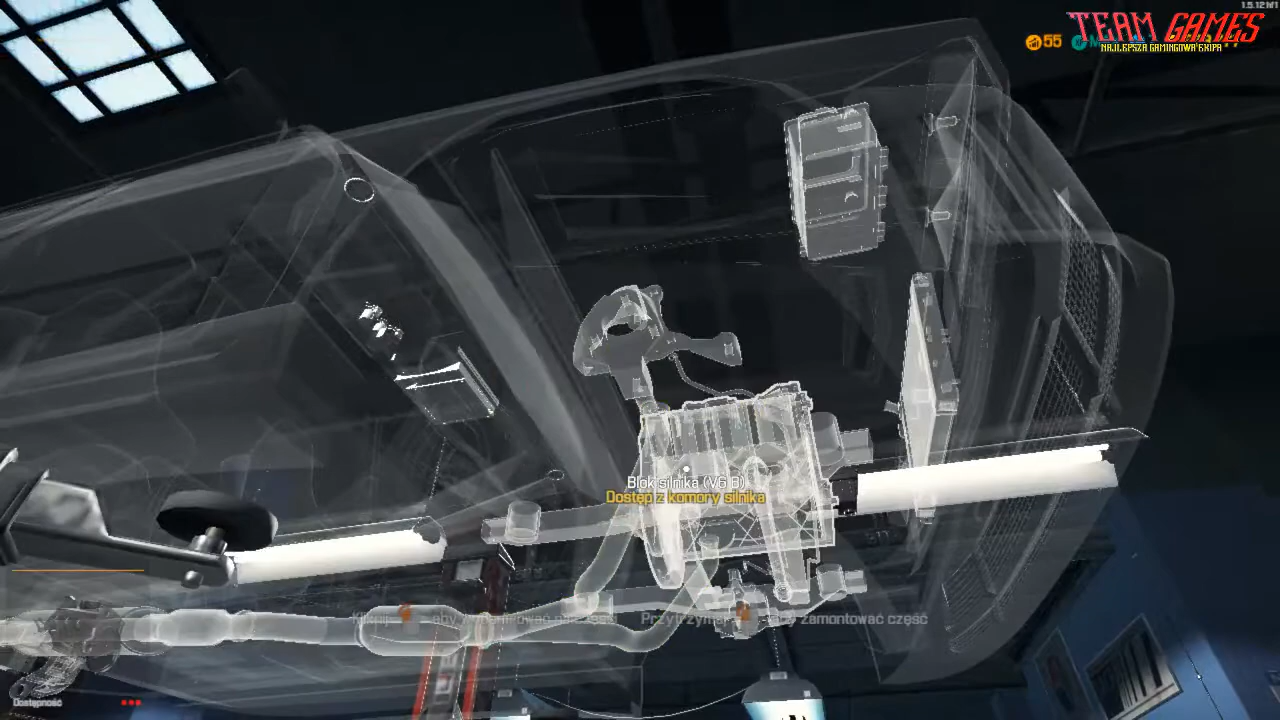 1.5.12 hf1
TEAM GAMES
NAJLEPSZA GAMINGOWA EKIPA
55
Blok silnika (V6 B)
Dostęp z komory silnika
aby zamontować część
Dostępność